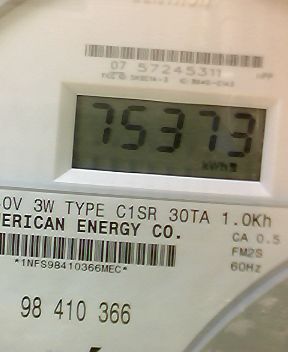 07 57245311
75373
kWh
0V 3W TYPE C1SR 30TA 1.0Kh
MERICAN ENERGY CO.
CA 0.5
FM2S
60Hz
*1NFS98410366MEC*
98 410 366